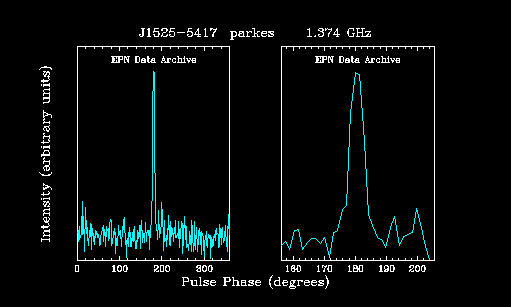 J1525-5417 parkes 1.374 GHz
EPN Data Archive
EPN Data Archive
Intensity (arbitrary units)
0 100 200 300
160 170 180 190 200
Pulse Phase (degrees)